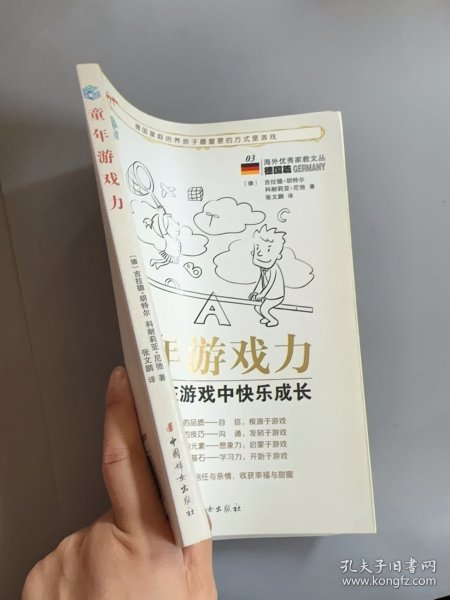 童年游戏力
〔德〕吉拉德·胡特尔 科耐莉亚·尼弛 著
张文鹏 译
中国妇女出版社
德国家庭培养孩子最重要的方式是游戏
03
海外优秀家教文丛
德国篇 GERMANY
〔德〕 吉拉德·胡特尔
科耐莉亚·尼弛 著
张文鹏 译
A
年游戏力
在游戏中快乐成长
的品质——自信，根源于游戏
技巧——沟通，发轫于游戏
元素——想象力，启蒙于游戏
基石——学习力，开始于游戏
信任与亲情，收获幸福与甜蜜
女出版社
孔夫子旧书网
www.kongfz.com